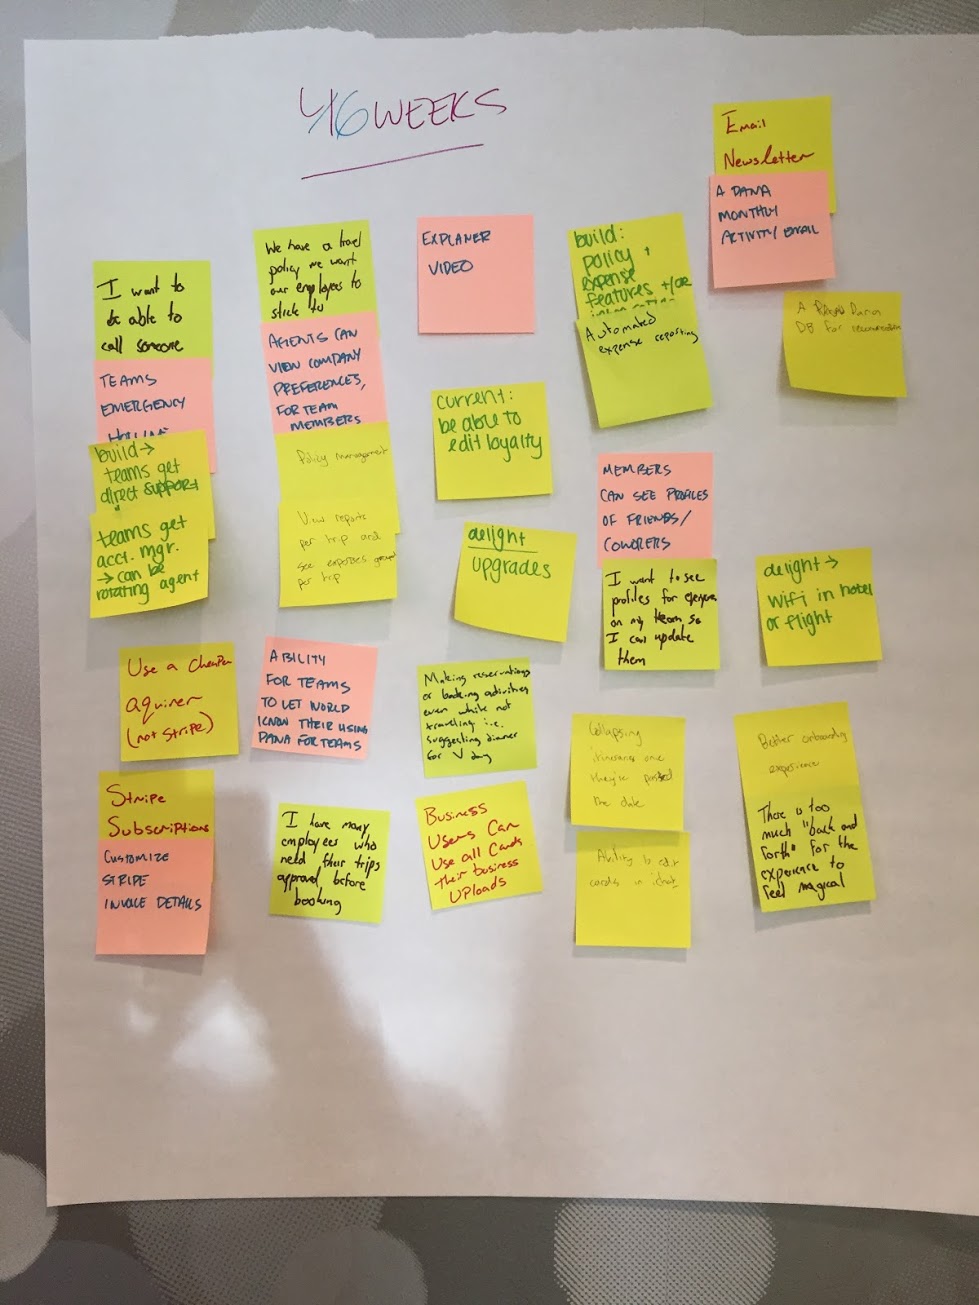 4/6 WEEKS
Email
Newsletter
A DANA
MONTHLY
ACTIVITY EMAIL
I want to
be able to
call someone
TEAMS
EMERGENCY
build →
teams get
direct support
teams get
acct. mgr.
→ can be
rotating agent
We have a travel
policy we want
our employees to
stick to
AGENTS CAN
VIEW COMPANY
PREFERENCES,
FOR TEAM
MEMBERS
Policy management
View reports
per trip and
see expenses grouped
per trip
EXPLANER
VIDEO
current:
be able to
edit loyalty
delight
upgrades
build:
policy +
expense
features +/or
Automated
expense reporting
A Dana
DB for
MEMBERS
CAN SEE PROFILES
OF FRIENDS/
COWORERS
I want to see
profiles for everyone
on my team so
I can update
them
delight →
wifi in hotel
or flight
Use a cheaper
aquirer
(not stripe)
ABILITY
FOR TEAMS
TO LET WORLD
KNOW THEIR USING
DANA FOR TEAMS
Making reservations
or booking activities
even while not
traveling i.e.
suggesting dinner
for V day
Collapsing
itineraries once
they're passed
the date
Ability to edit
cards in chat
Better onboarding
experience
There is too
much "back and
forth" for the
experience to
feel magical
Stripe
Subscriptions
CUSTOMIZE
STRIPE
INVOICE DETAILS
I have many
employees who
need their trips
approved before
booking
Business
Users Can
Use all Cards
their business
uploads